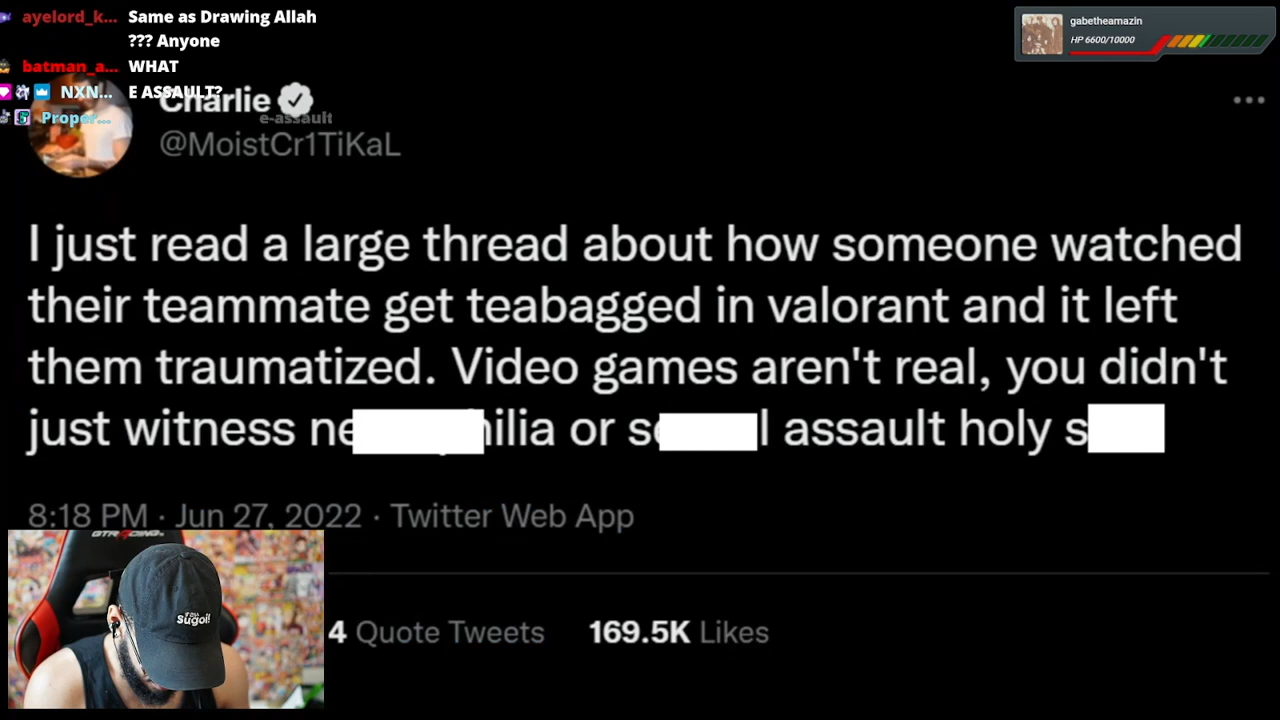 ayelord_k... Same as Drawing Allah
??? Anyone
batman_a... WHAT
NXN... E ASSAULT?
Proper... e-assault
gabetheamazin
HP 6600/10000
Charlie
@MoistCr1TiKaL
I just read a large thread about how someone watched
their teammate get teabagged in valorant and it left
them traumatized. Video games aren't real, you didn't
just witness ne hilia or s l assault holy s
8:18 PM · Jun 27, 2022 · Twitter Web App
GTRACING
sugoi!
4 Quote Tweets 169.5K Likes